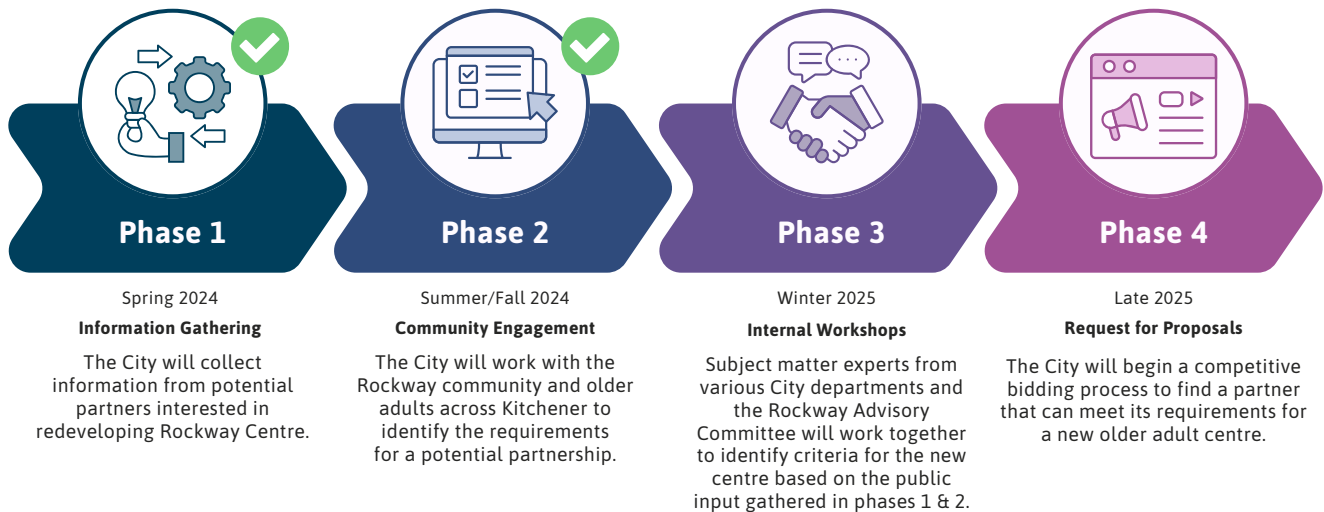 Phase 1
Spring 2024
Information Gathering
The City will collect
information from potential
partners interested in
redeveloping Rockway Centre.
Phase 2
Summer/Fall 2024
Community Engagement
The City will work with the
Rockway community and older
adults across Kitchener to
identify the requirements
for a potential partnership.
Phase 3
Winter 2025
Internal Workshops
Subject matter experts from
various City departments and
the Rockway Advisory
Committee will work together
to identify criteria for the new
centre based on the public
input gathered in phases 1 & 2.
Phase 4
Late 2025
Request for Proposals
The City will begin a competitive
bidding process to find a partner
that can meet its requirements for
a new older adult centre.